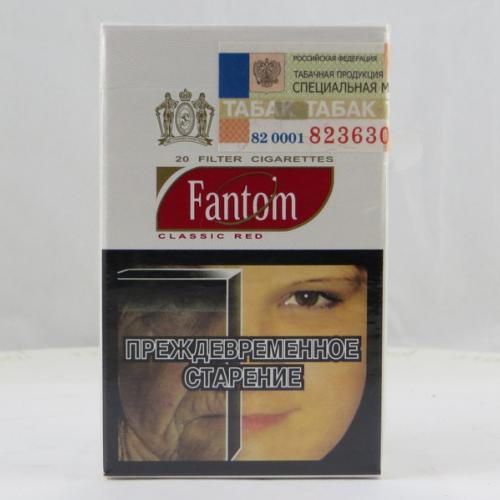 РОССИЙСКАЯ ФЕДЕРАЦИЯ
ТАБАЧНАЯ ПРОДУКЦИЯ
СПЕЦИАЛЬНАЯ М
ТАБАК ТАБАК Т
82 0001 823630
20 FILTER CIGARETTES
Fantom
CLASSIC RED
ПРЕЖДЕВРЕМЕННОЕ
СТАРЕНИЕ